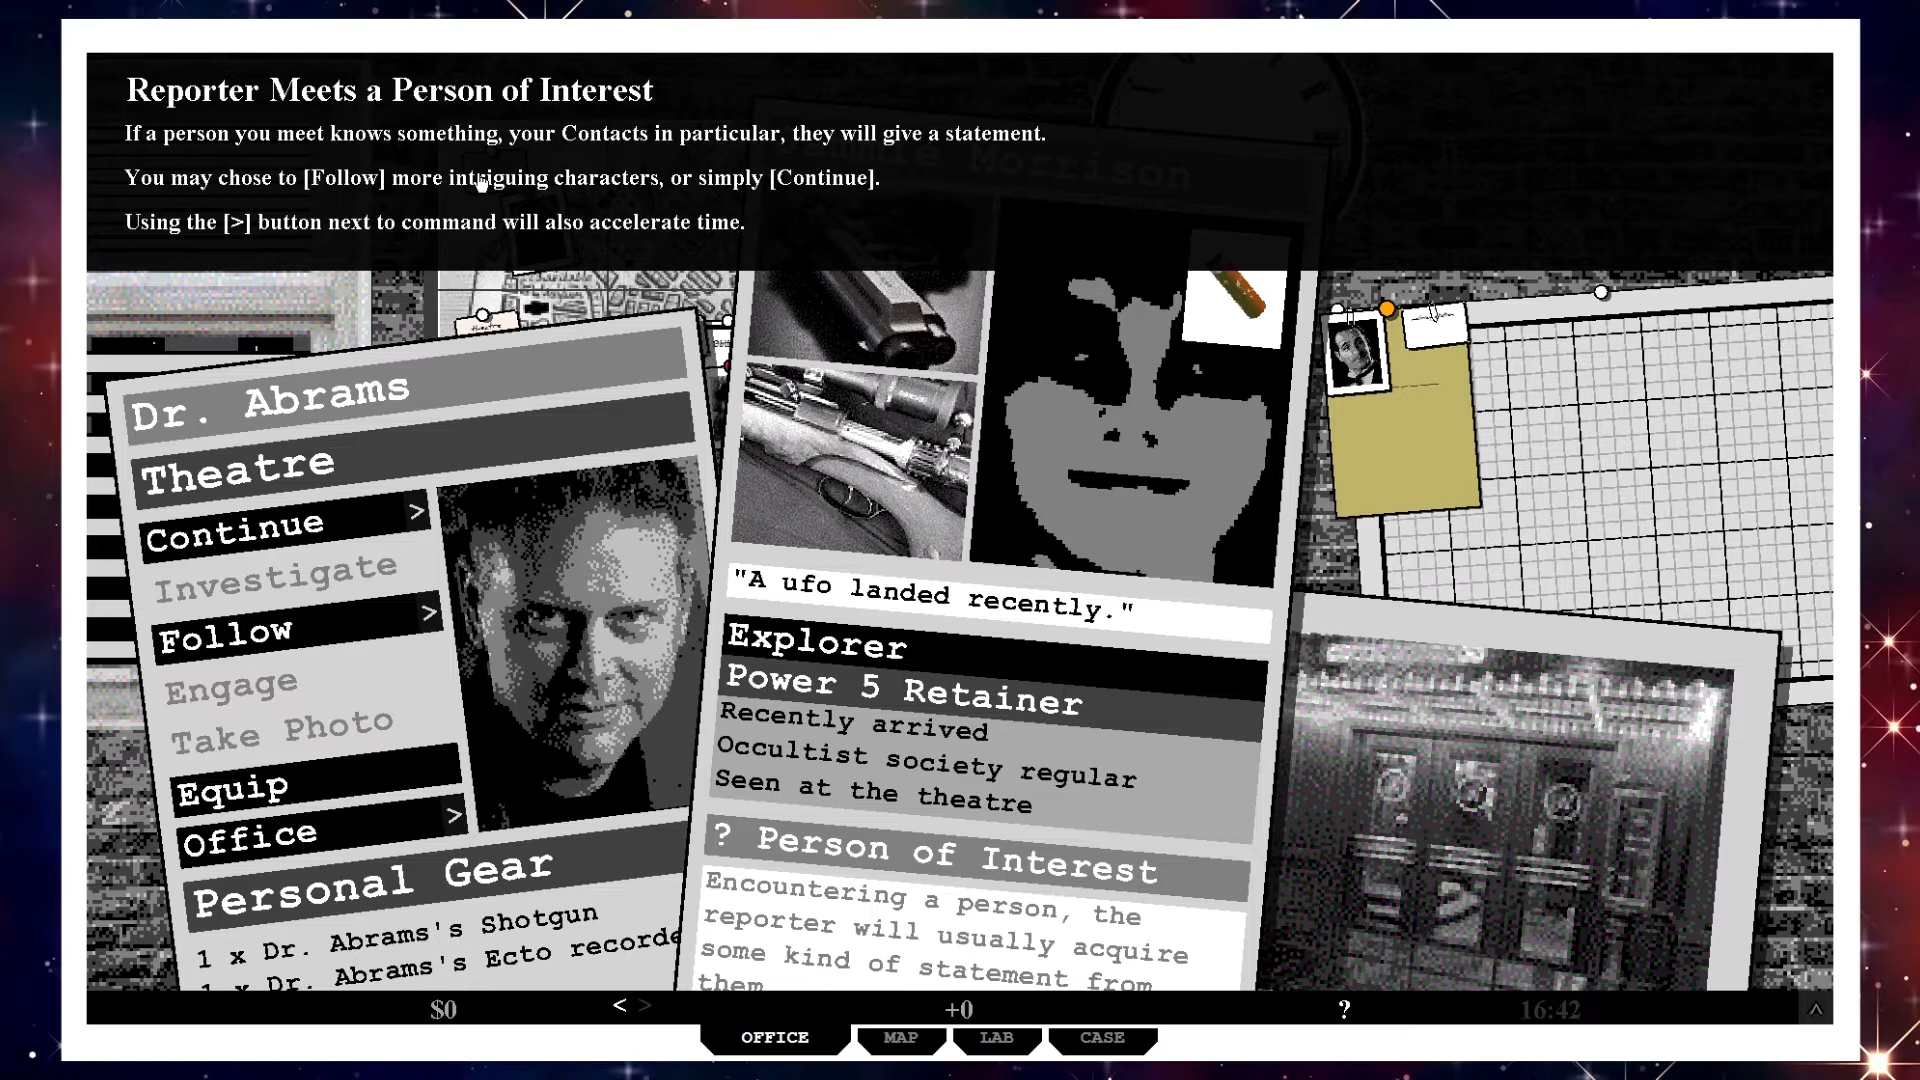 Reporter Meets a Person of Interest
If a person you meet knows something, your Contacts in particular, they will give a statement.
You may chose to [Follow] more intriguing characters, or simply [Continue].
Using the [>] button next to command will also accelerate time.
Morrison
Dr. Abrams
Theatre
Continue >
Investigate
Follow >
Engage
Take Photo
Equip
Office >
Personal Gear
1 x Dr. Abrams's Shotgun
1 x Dr. Abrams's Ecto recorde
"A ufo landed recently."
Explorer
Power 5 Retainer
Recently arrived
Occultist society regular
Seen at the theatre
? Person of Interest
Encountering a person, the
reporter will usually acquire
some kind of statement from
them
$0 < > +0 ? 16:42 ^
OFFICE MAP LAB CASE